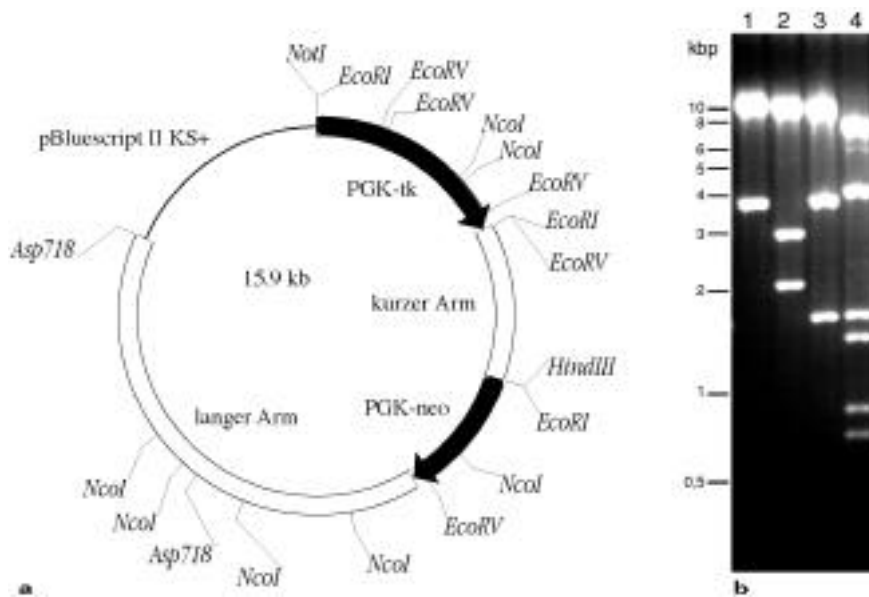 NotI
EcoRI
EcoRV
EcoRV
NcoI
NcoI
EcoRV
EcoRI
EcoRV
pBluescript II KS+
PGK-tk
Asp718
15.9 kb
kurzer Arm
HindIII
EcoRI
PGK-neo
langer Arm
NcoI
NcoI
NcoI
Asp718
EcoRV
NcoI
NcoI
a
1 2 3 4
kbp
10
8
6
5
4
3
2
1
0,5
b